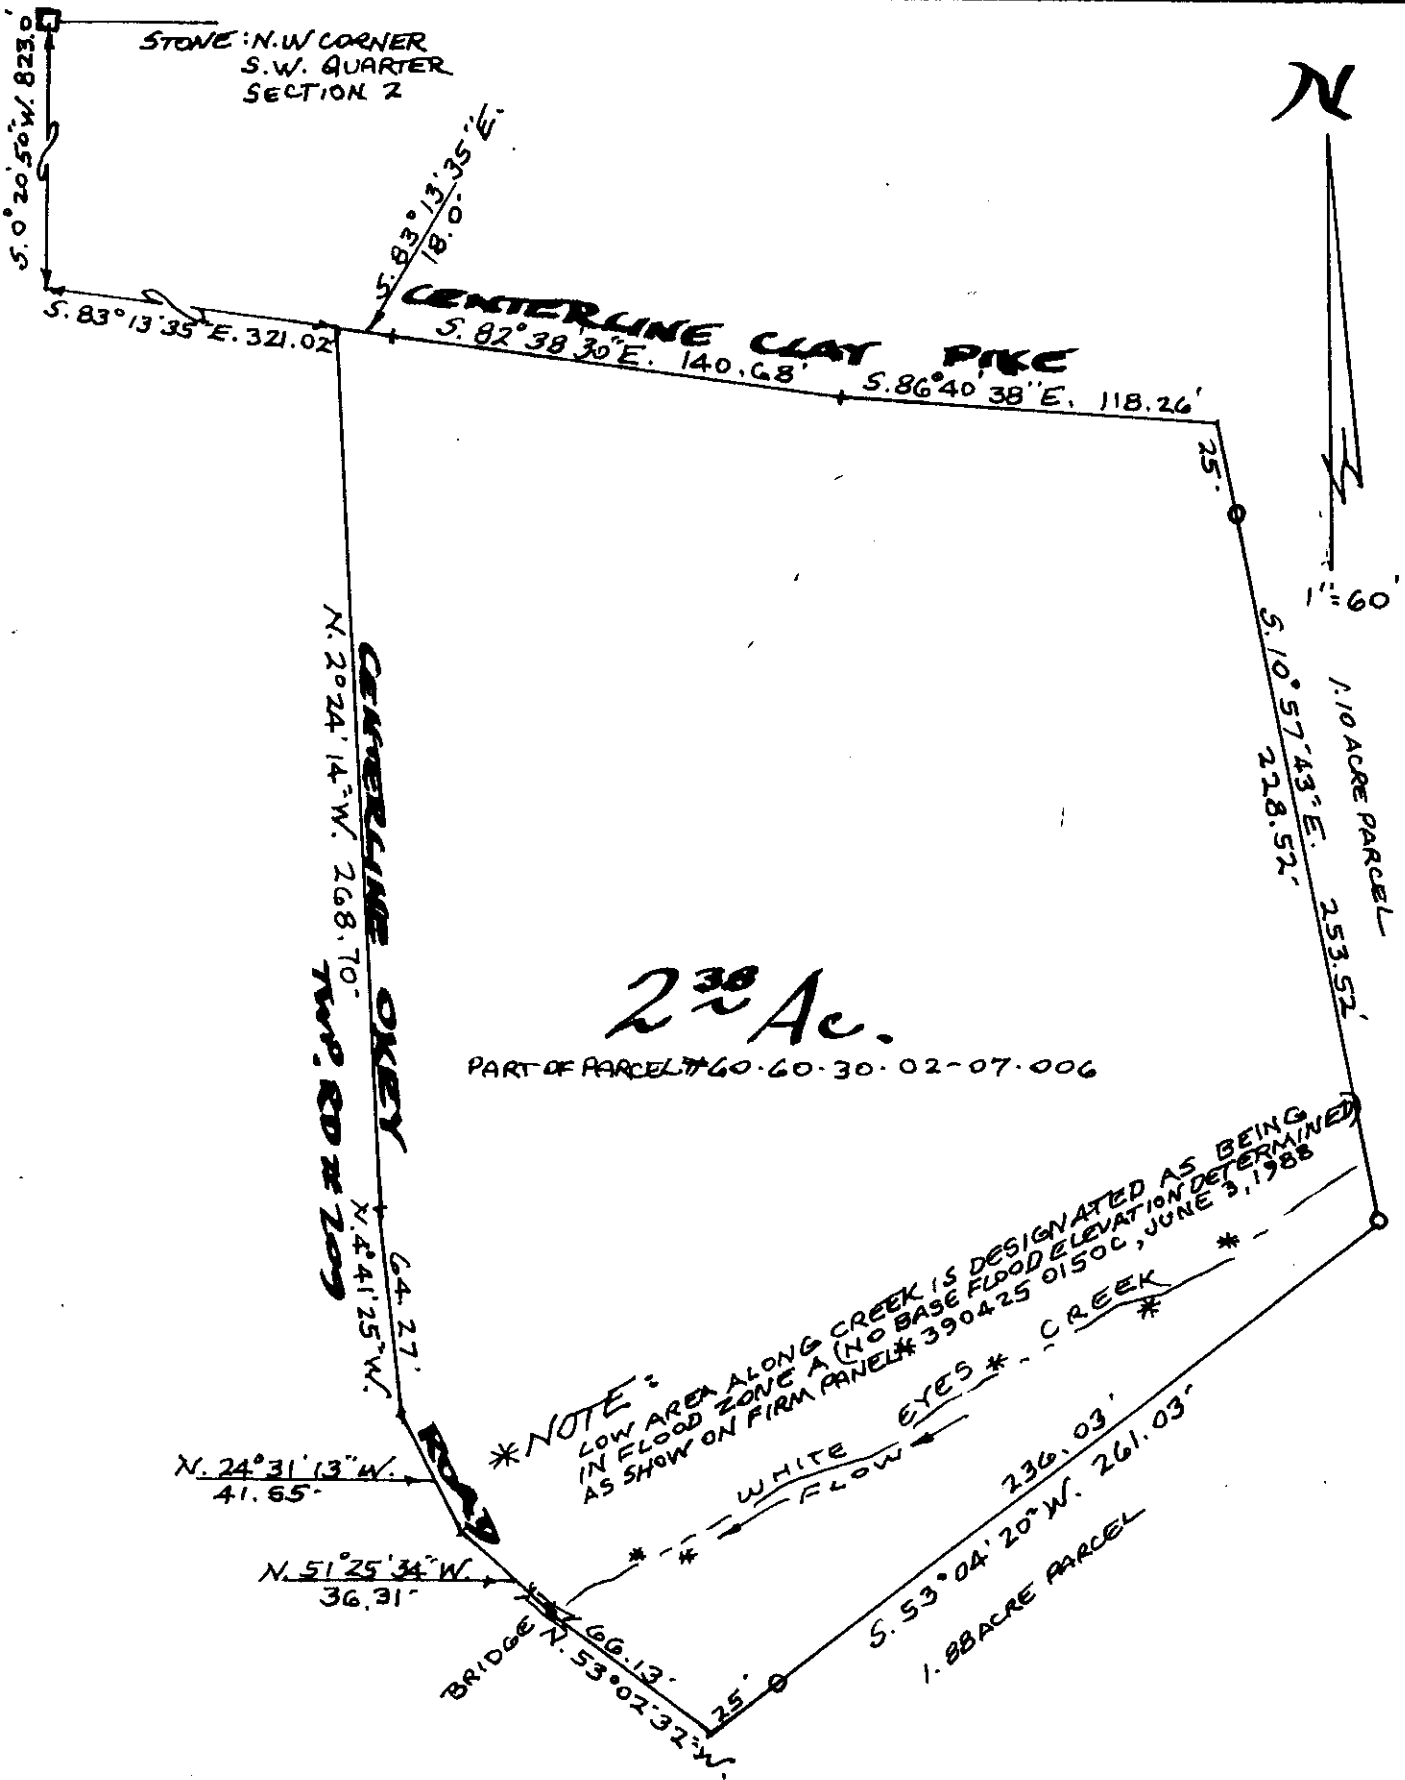 S. 0° 20' 50" W. 823.0'
STONE: N.W CORNER
S.W. QUARTER
SECTION 2
N
S. 83° 13' 35" E.
18.0'
S. 83° 13' 35" E. 321.02'
CENTERLINE CLAY PIKE
S. 82° 38' 30" E. 140.68'
S. 86° 40' 38" E. 118.26'
25'
1"=60'
S. 10° 57' 43" E. 253.52'
228.52'
1.10 ACRE PARCEL
N. 2° 24' 14" W. 268.70'
CENTERLINE OKEY
TWP. RD # 209
2 38 Ac.
PART OF PARCEL # 60-60-30-02-07-006
N. 4° 41' 25" W.
64.27'
ROAD
* NOTE:
LOW AREA ALONG CREEK IS DESIGNATED AS BEING
IN FLOOD ZONE A (NO BASE FLOOD ELEVATION DETERMINED)
AS SHOW ON FIRM PANEL # 390425 0150C, JUNE 3, 1988
WHITE EYES CREEK
FLOW
N. 24° 31' 13" W.
41.65'
N. 51° 25' 34" W.
36.31'
BRIDGE
66.13'
N. 53° 02' 32" W.
25'
236.03'
S. 53° 04' 20" W. 261.03'
1.88 ACRE PARCEL